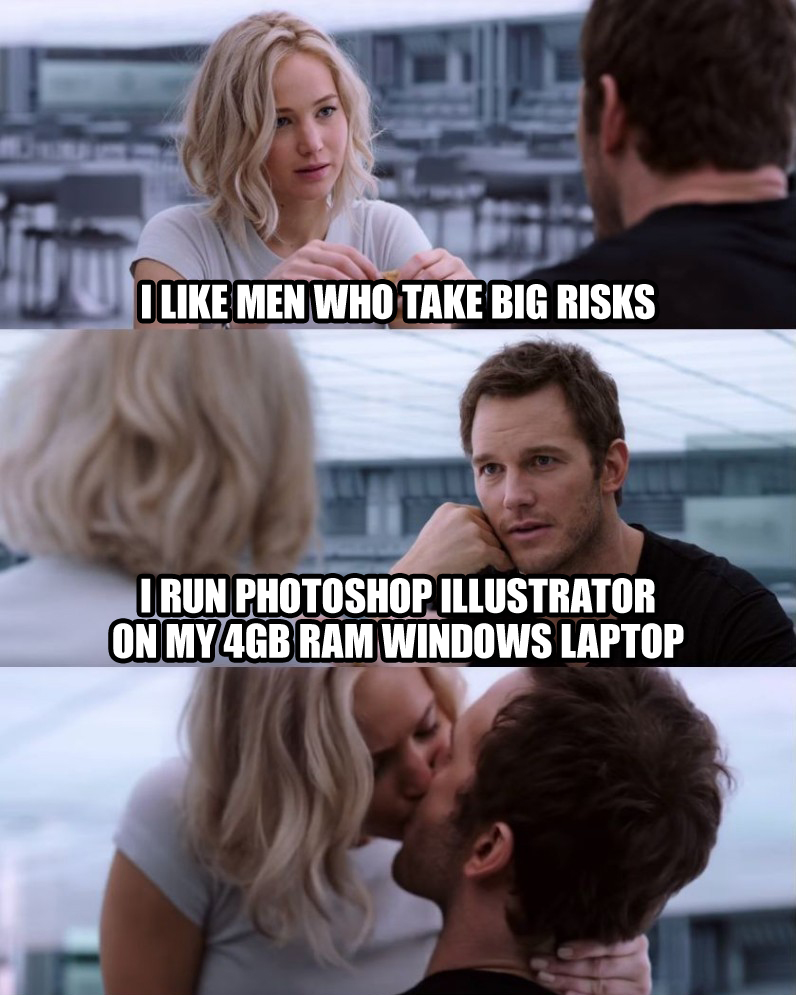 I LIKE MEN WHO TAKE BIG RISKS
I RUN PHOTOSHOP ILLUSTRATOR
ON MY 4GB RAM WINDOWS LAPTOP